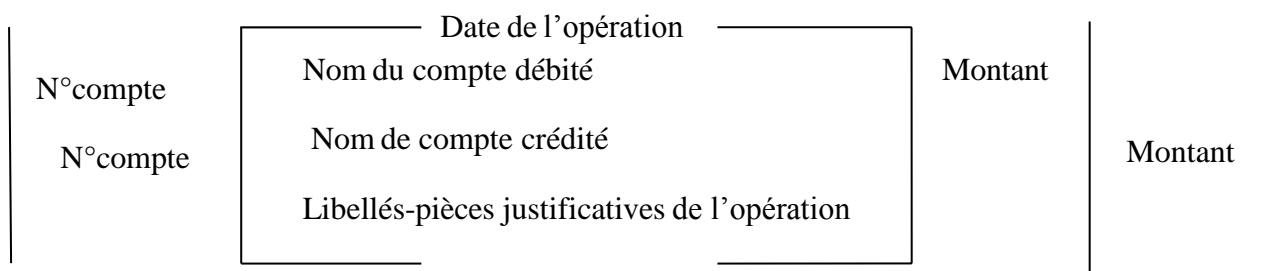 Date de l’opération
N°compte Nom du compte débité Montant
N°compte Nom de compte crédité Montant
Libellés-pièces justificatives de l’opération